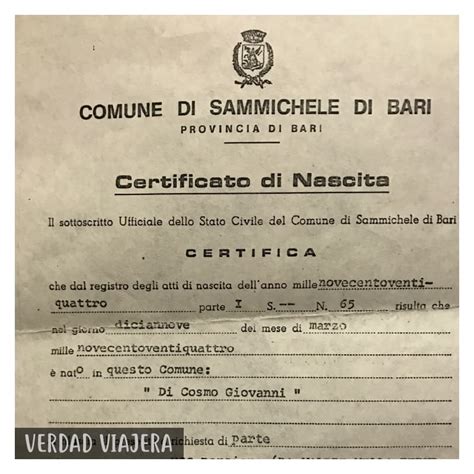 COMUNE DI SAMMICHELE DI BARI
PROVINCIA DI BARI
Certificato di Nascita
Il sottoscritto Ufficiale dello Stato Civile del Comune di Sammichele di Bari
CERTIFICA
che dal registro degli atti di nascita dell'anno mille novecentoventi-
quattro parte I S.-- N. 65 risulta che
nel giorno diciannove del mese di marzo
mille novecentoventiquattro
è nato in questo Comune:
" Di Cosmo Giovanni "
richiesta di parte
VERDAD VIAJERA